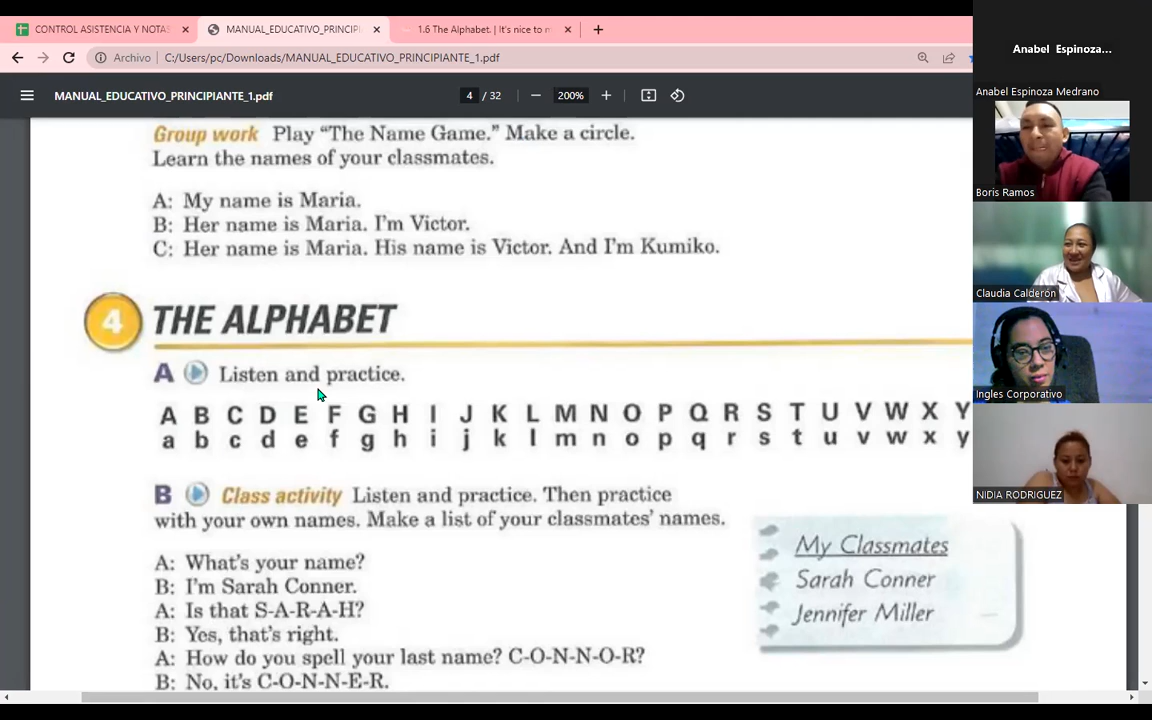 CONTROL ASISTENCIA Y NOTAS
MANUAL_EDUCATIVO_PRINCIPI
1.6 The Alphabet. | It's nice to m
Archivo
C:/Users/pc/Downloads/MANUAL_EDUCATIVO_PRINCIPIANTE_1.pdf
MANUAL_EDUCATIVO_PRINCIPIANTE_1.pdf
4 / 32
200%
Group work Play "The Name Game." Make a circle.
Learn the names of your classmates.
A: My name is Maria.
B: Her name is Maria. I'm Victor.
C: Her name is Maria. His name is Victor. And I'm Kumiko.
4 THE ALPHABET
A Listen and practice.
A B C D E F G H I J K L M N O P Q R S T U V W X Y
a b c d e f g h i j k l m n o p q r s t u v w x y
B Class activity Listen and practice. Then practice
with your own names. Make a list of your classmates' names.
A: What's your name?
B: I'm Sarah Conner.
A: Is that S-A-R-A-H?
B: Yes, that's right.
A: How do you spell your last name? C-O-N-N-O-R?
B: No, it's C-O-N-N-E-R.
My Classmates
Sarah Conner
Jennifer Miller
Anabel Espinoza...
Anabel Espinoza Medrano
Boris Ramos
Claudia Calderón
Ingles Corporativo
NIDIA RODRIGUEZ